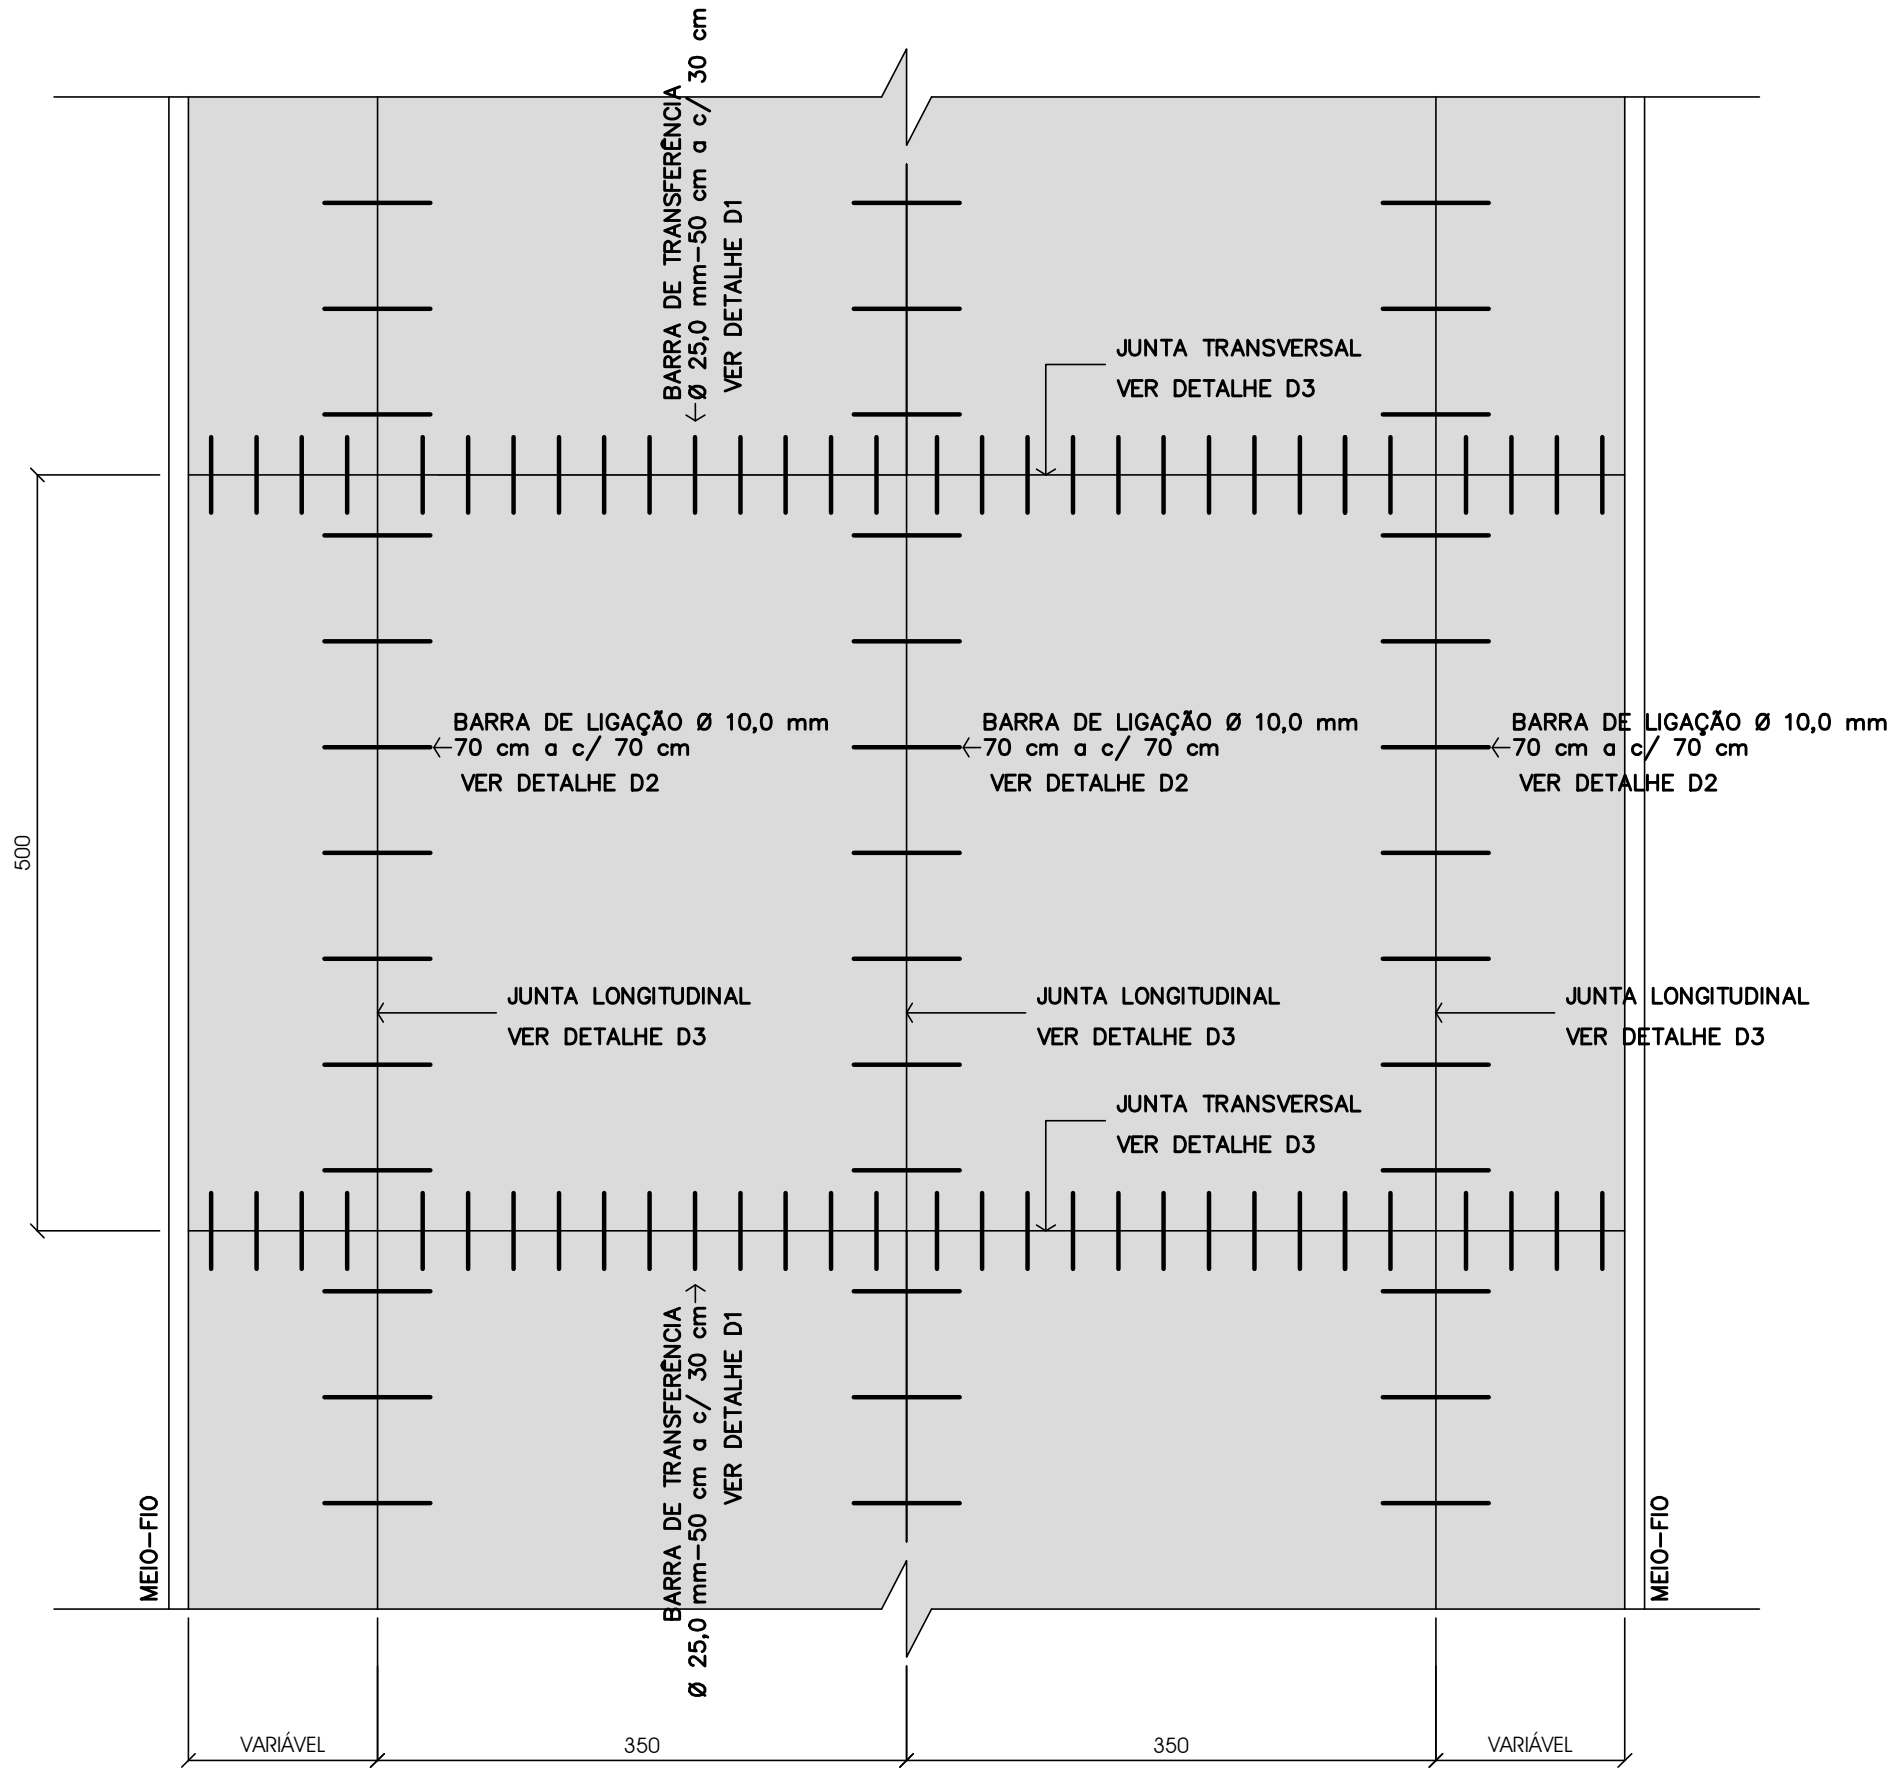 BARRA DE TRANSFERÊNCIA
Ø 25,0 mm-50 cm a c/ 30 cm
VER DETALHE D1
JUNTA TRANSVERSAL
VER DETALHE D3
BARRA DE LIGAÇÃO Ø 10,0 mm
70 cm a c/ 70 cm
VER DETALHE D2
BARRA DE LIGAÇÃO Ø 10,0 mm
70 cm a c/ 70 cm
VER DETALHE D2
BARRA DE LIGAÇÃO Ø 10,0 mm
70 cm a c/ 70 cm
VER DETALHE D2
500
JUNTA LONGITUDINAL
VER DETALHE D3
JUNTA LONGITUDINAL
VER DETALHE D3
JUNTA LONGITUDINAL
VER DETALHE D3
JUNTA TRANSVERSAL
VER DETALHE D3
BARRA DE TRANSFERÊNCIA
Ø 25,0 mm-50 cm a c/ 30 cm
VER DETALHE D1
MEIO-FIO
MEIO-FIO
VARIÁVEL
350
350
VARIÁVEL